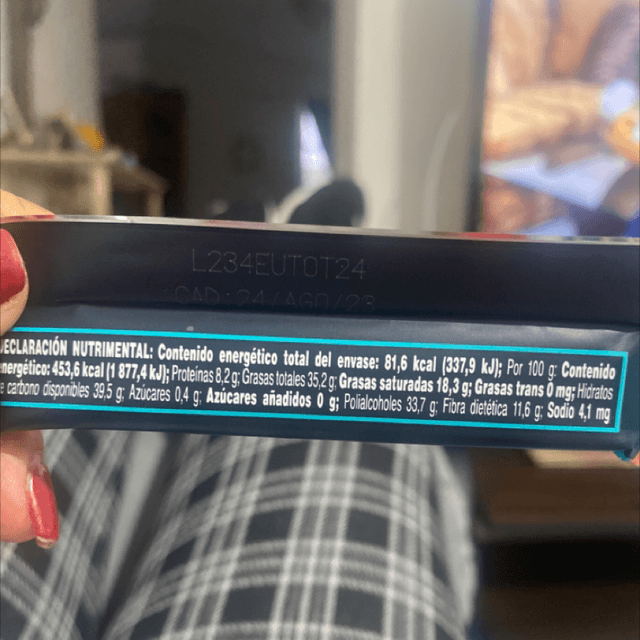 L234EUTOT24
CAD: 24/AGO/23
DECLARACIÓN NUTRIMENTAL: Contenido energético total del envase: 81,6 kcal (337,9 kJ); Por 100 g: Contenido
energético: 453,6 kcal (1 877,4 kJ); Proteínas 8,2 g; Grasas totales 35,2 g; Grasas saturadas 18,3 g; Grasas trans 0 mg; Hidratos
e carbono disponibles 39,5 g; Azúcares 0,4 g; Azúcares añadidos 0 g; Polialcoholes 33,7 g; Fibra dietética 11,6 g; Sodio 4,1 mg